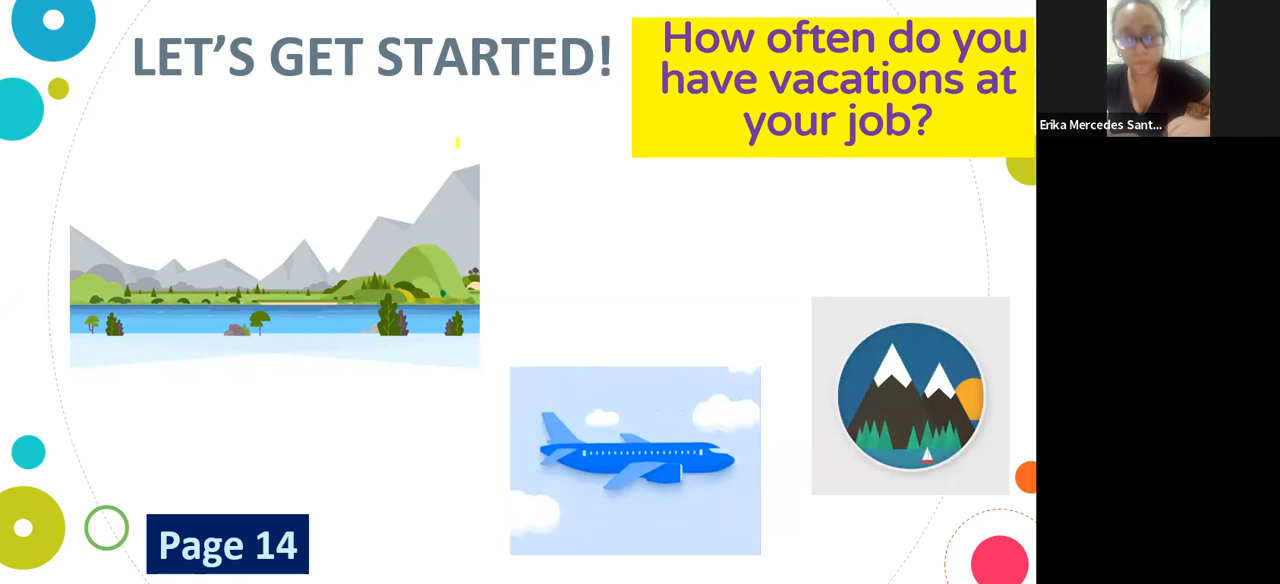 LET’S GET STARTED!
How often do you
have vacations at
your job?
Erika Mercedes Sant...
Page 14